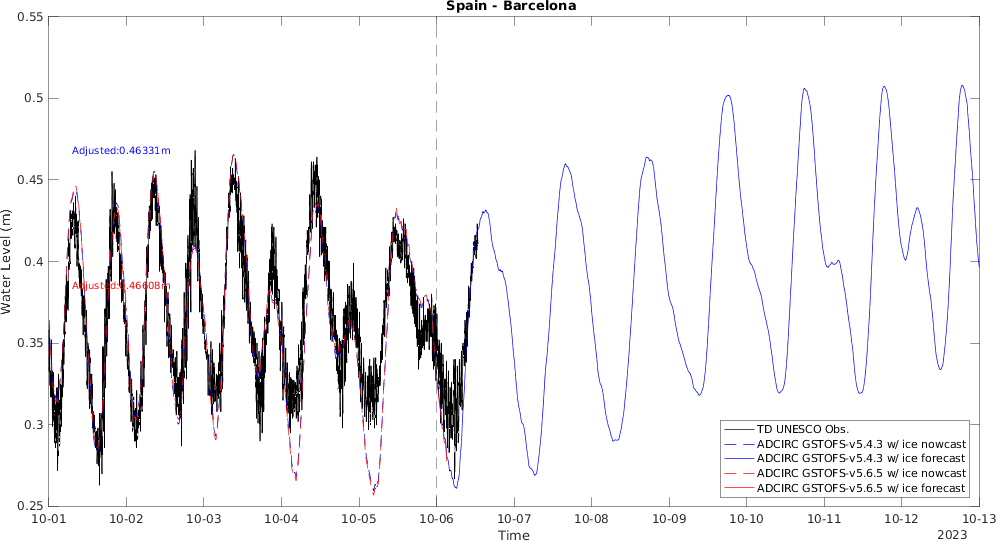 Spain - Barcelona
0.55
0.5
0.45
0.4
0.35
0.3
0.25
Water Level (m)
Adjusted:0.46331m
Adjusted:0.46608m
TD UNESCO Obs.
ADCIRC GSTOFS-v5.4.3 w/ ice nowcast
ADCIRC GSTOFS-v5.4.3 w/ ice forecast
ADCIRC GSTOFS-v5.6.5 w/ ice nowcast
ADCIRC GSTOFS-v5.6.5 w/ ice forecast
10-01 10-02 10-03 10-04 10-05 10-06 10-07 10-08 10-09 10-10 10-11 10-12 10-13
Time
2023